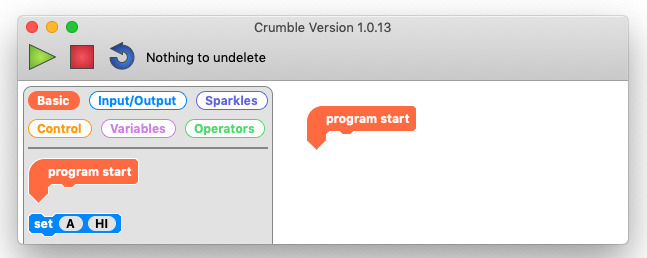 Crumble Version 1.0.13
Nothing to undelete
Basic Input/Output Sparkles
Control Variables Operators
program start
program start
set A HI